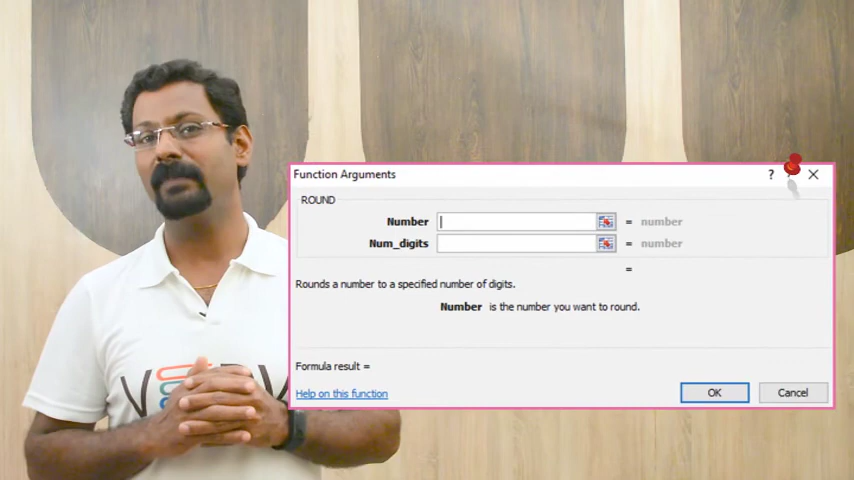 Function Arguments ? ×
ROUND
Number = number
Num_digits = number
=
Rounds a number to a specified number of digits.
Number is the number you want to round.
Formula result =
Help on this function
OK Cancel